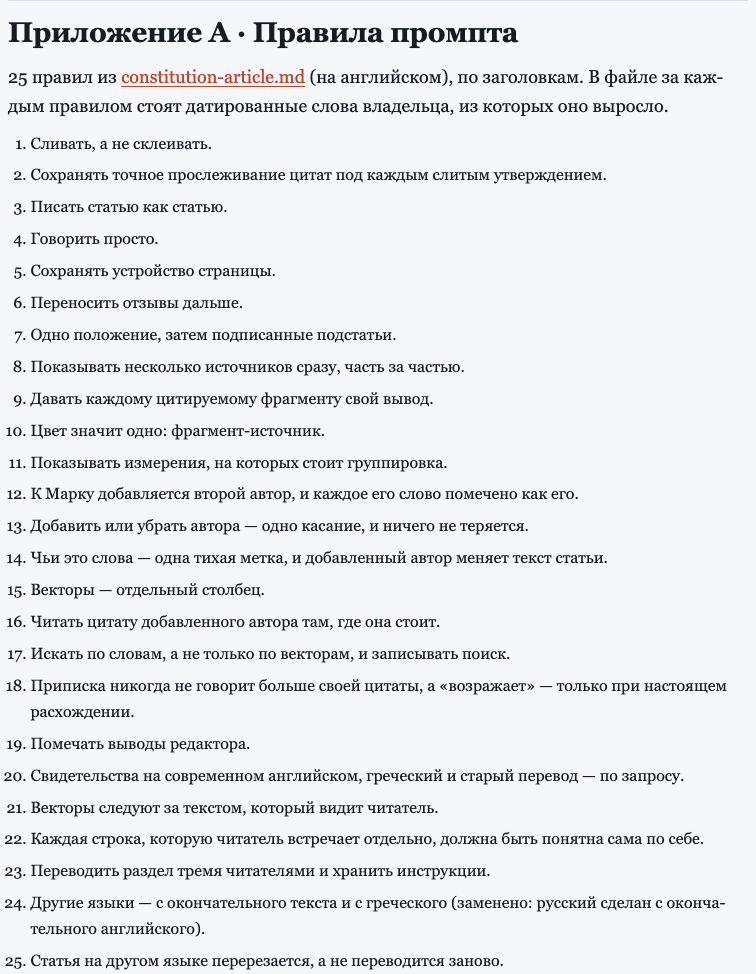 Приложение А · Правила промпта
25 правил из constitution-article.md (на английском), по заголовкам. В файле за каж-
дым правилом стоят датированные слова владельца, из которых оно выросло.
1. Сливать, а не склеивать.
2. Сохранять точное прослеживание цитат под каждым слитым утверждением.
3. Писать статью как статью.
4. Говорить просто.
5. Сохранять устройство страницы.
6. Переносить отзывы дальше.
7. Одно положение, затем подписанные подстатьи.
8. Показывать несколько источников сразу, часть за частью.
9. Давать каждому цитируемому фрагменту свой вывод.
10. Цвет значит одно: фрагмент-источник.
11. Показывать измерения, на которых стоит группировка.
12. К Марку добавляется второй автор, и каждое его слово помечено как его.
13. Добавить или убрать автора — одно касание, и ничего не теряется.
14. Чьи это слова — одна тихая метка, и добавленный автор меняет текст статьи.
15. Векторы — отдельный столбец.
16. Читать цитату добавленного автора там, где она стоит.
17. Искать по словам, а не только по векторам, и записывать поиск.
18. Приписка никогда не говорит больше своей цитаты, а «возражает» — только при настоящем
расхождении.
19. Помечать выводы редактора.
20. Свидетельства на современном английском, греческий и старый перевод — по запросу.
21. Векторы следуют за текстом, который видит читатель.
22. Каждая строка, которую читатель встречает отдельно, должна быть понятна сама по себе.
23. Переводить раздел тремя читателями и хранить инструкции.
24. Другие языки — с окончательного текста и с греческого (заменено: русский сделан с оконча-
тельного английского).
25. Статья на другом языке перерезается, а не переводится заново.